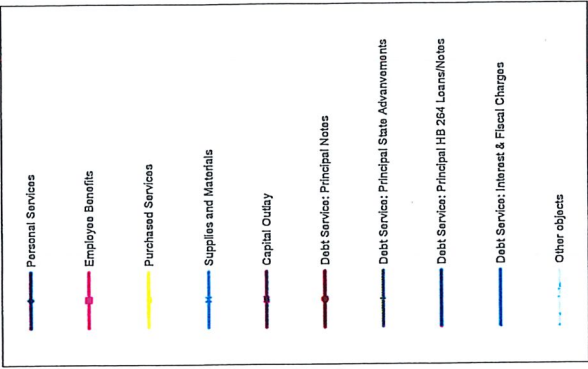 Personal Services
Employee Benefits
Purchased Services
Supplies and Materials
Capital Outlay
Debt Service: Principal Notes
Debt Service: Principal State Advanvements
Debt Service: Principal HB 264 Loans/Notes
Debt Service: Interest & Fiscal Charges
Other objects